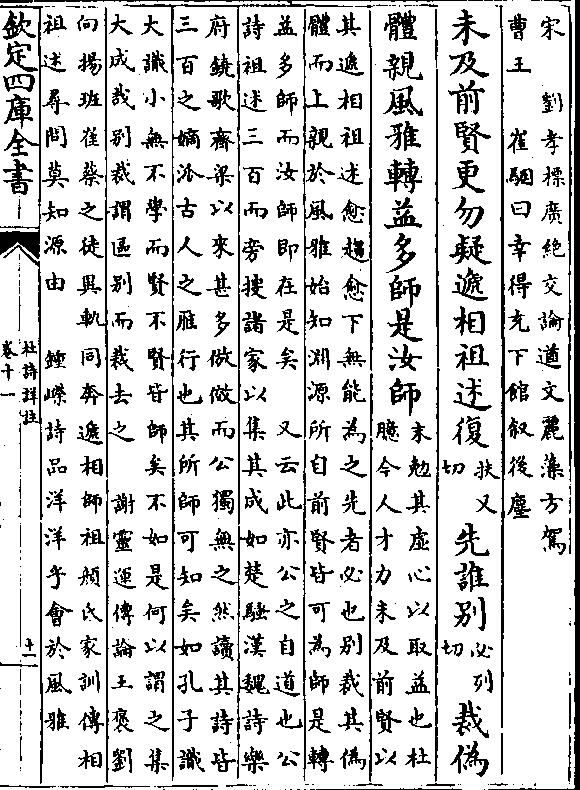 宋　劉孝標廣絶交論遒文麗藻方駕
曹王　崔駰曰幸得充下館叙後塵
未及前賢更勿疑遞相祖述復扶又切先誰别必列切裁偽
體親風雅轉益多師是汝師末勉其虚心以取益也杜
臆今人才力未及前賢以
其遞相祖述愈趨愈下無能為之先者必也别裁其偽
體而上親於風雅始知淵源所自前賢皆可為師是轉
益多師而汝師即在是矣　又云此亦公之自道也公
詩祖述三百而旁搜諸家以集其成如楚騷漢魏詩樂
府鐃歌齊梁以來甚多倣做而公獨無之然讀其詩皆
三百之嫡派古人之雁行也其所師可知矣如孔子識
大識小無不學而賢不賢皆師矣不如是何以謂之集
大成哉别裁謂區别而裁去之　謝靈運傳論王褒劉
向揚班崔蔡之徒異軌同奔遞相師祖顔氏家訓傳相
祖述尋問莫知源由　鍾嶸詩品洋洋乎會於風雅
欽定四庫全書
杜詩詳註
卷十一
十一